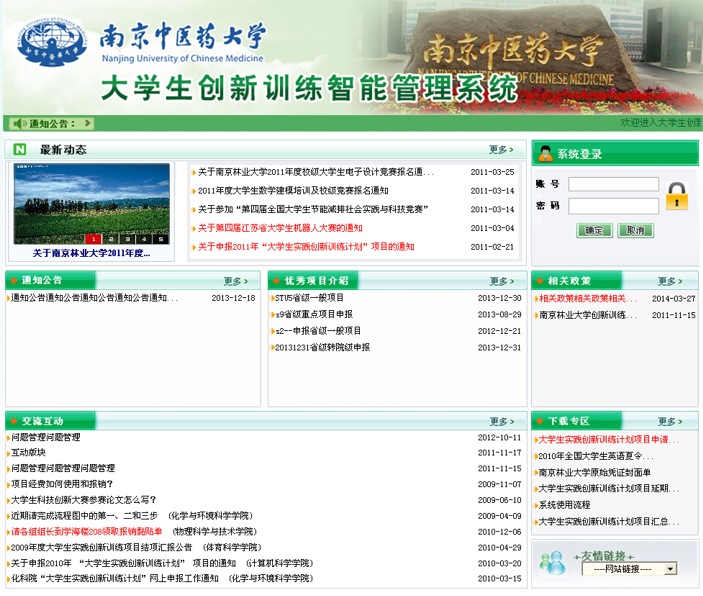 南京中医药大学
Nanjing University of Chinese Medicine
南京中医药大学
NANJING UNIVERSITY OF CHINESE MEDICINE
大学生创新训练智能管理系统
通知公告：
欢迎进入大学生创
N 最新动态
更多
关于南京林业大学2011年度...
1 2 3 4 5
关于南京林业大学2011年度校级大学生电子设计竞赛报名通... 2011-03-25
2011年度大学生数学建模培训及校级竞赛报名通知 2011-03-14
关于参加“第四届全国大学生节能减排社会实践与科技竞赛” 2011-03-14
关于第四届江苏省大学生机器人大赛的通知 2011-03-04
关于申报2011年“大学生实践创新训练计划”项目的通知 2011-02-21
系统登录
账 号
密 码
确定 取消
通知公告 更多
通知公告通知公告通知公告通知公告通知... 2013-12-18
优秀项目介绍 更多
STU5省级一般项目 2013-12-30
s9省级重点项目申报 2013-08-29
s2--申报省级一般项目 2012-12-21
20131231省级转院级申报 2013-12-31
相关政策 更多
相关政策相关政策相关... 2014-03-27
南京林业大学创新训练... 2011-11-15
交流互动 更多
问题管理问题管理 2012-10-11
互动版块 2011-11-17
问题管理问题管理问题管理 2011-11-15
项目经费如何使用和报销? 2009-11-07
大学生科技创新大赛参赛论文怎么写? 2009-06-10
近期请完成流程图中的第一、二和三步 (化学与环境科学学院) 2009-04-09
请各组组长到学海楼208领取报销黏贴单 (物理科学与技术学院) 2010-12-06
2009年度大学生实践创新训练项目结项汇报公告 (体育科学学院) 2010-04-29
关于申报2010年 “大学生实践创新训练计划” 项目的通知 (计算机科学学院) 2010-03-20
化科院“大学生实践创新训练计划”网上申报工作通知 (化学与环境科学学院) 2010-03-15
下载专区 更多
大学生实践创新训练计划项目申请...
2010年全国大学生英语夏令...
南京林业大学原始凭证封面单
大学生实践创新训练计划项目延期...
系统使用流程
大学生实践创新训练计划项目汇总...
+友情链接+
----网站链接----